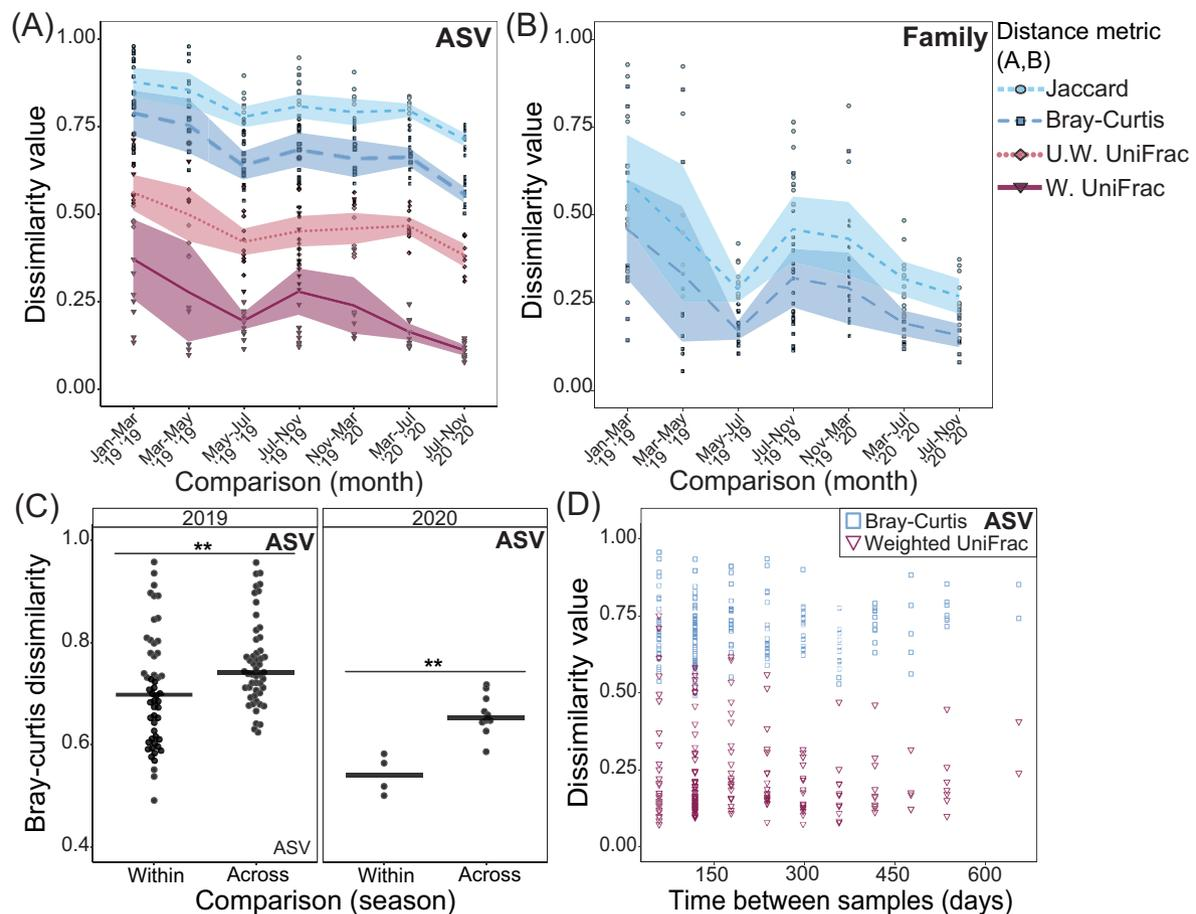 (A)
ASV
1.00
0.75
0.50
0.25
0.00
Dissimilarity value
Jan-Mar '19 '19
Mar-May '19 '19
May-Jul '19 '19
Jul-Nov '19 '19
Nov-Mar '19 '20
Mar-Jul '20 '20
Jul-Nov '20 '20
Comparison (month)
(B)
Family
1.00
0.75
0.50
0.25
0.00
Dissimilarity value
Jan-Mar '19 '19
Mar-May '19 '19
May-Jul '19 '19
Jul-Nov '19 '19
Nov-Mar '19 '20
Mar-Jul '20 '20
Jul-Nov '20 '20
Comparison (month)
Distance metric
(A,B)
Jaccard
Bray-Curtis
U.W. UniFrac
W. UniFrac
(C)
2019
2020
ASV
ASV
**
**
1.0
0.8
0.6
0.4
Bray-curtis dissimilarity
ASV
Within
Across
Within
Across
Comparison (season)
(D)
Bray-Curtis
ASV
Weighted UniFrac
1.00
0.75
0.50
0.25
0.00
Dissimilarity value
150
300
450
600
Time between samples (days)